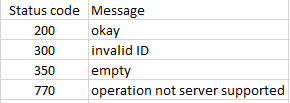 Status code Message
200 okay
300 invalid ID
350 empty
770 operation not server supported